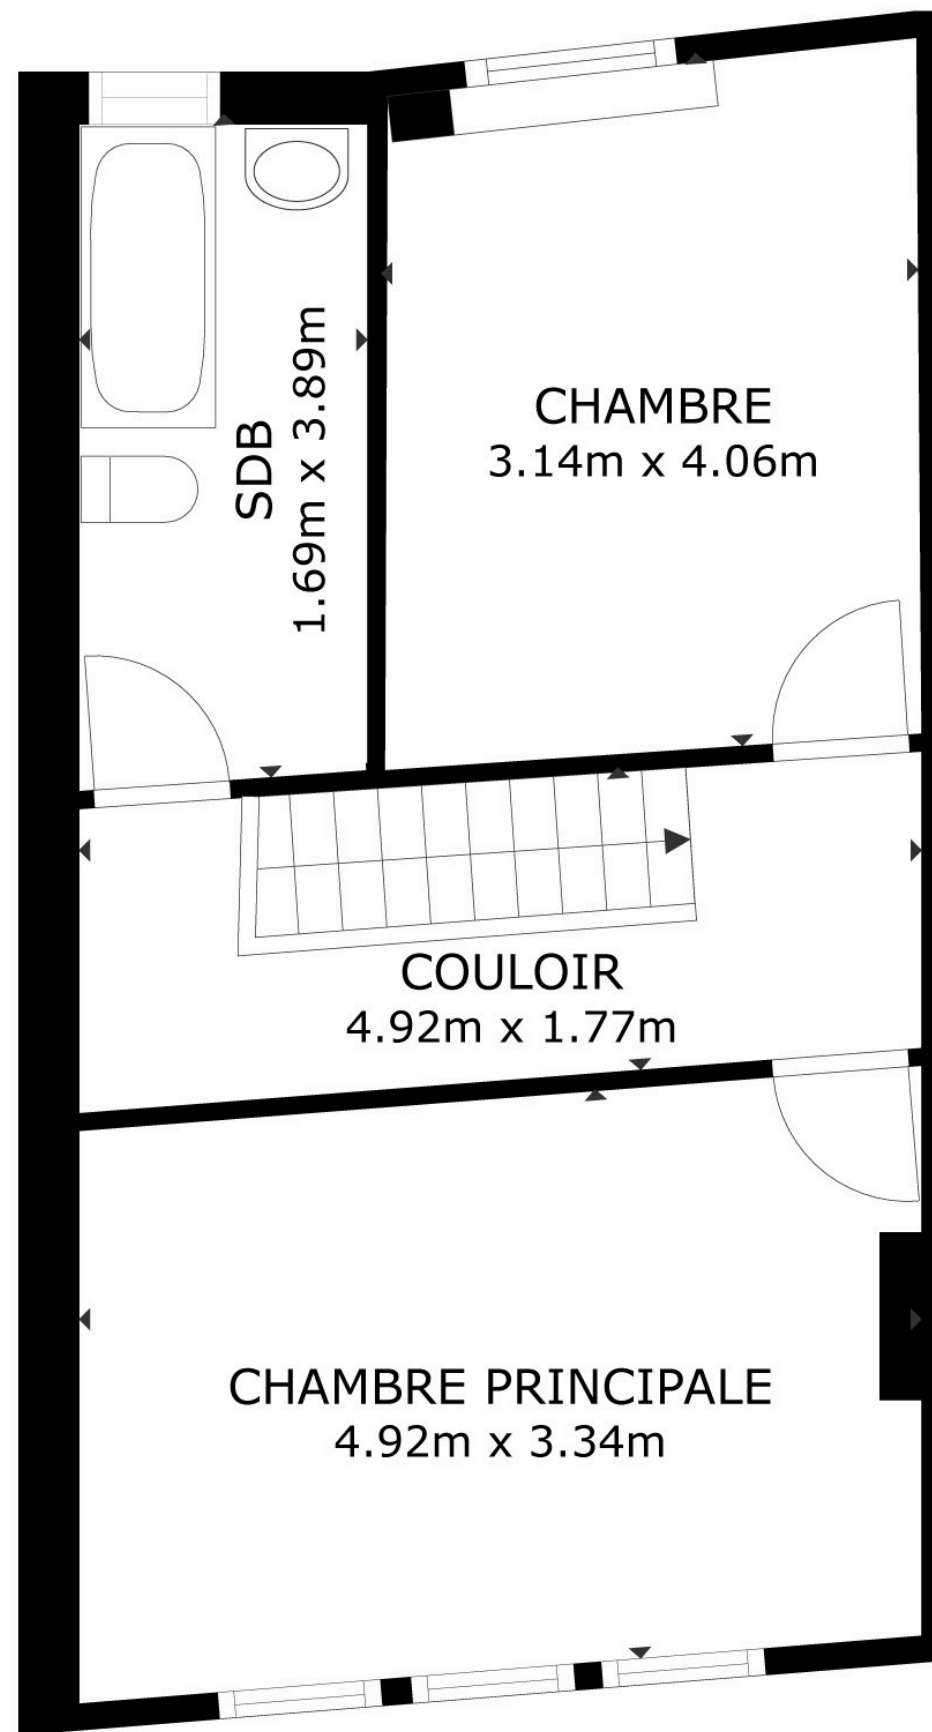 SDB
1.69m x 3.89m
CHAMBRE
3.14m x 4.06m
COULOIR
4.92m x 1.77m
CHAMBRE PRINCIPALE
4.92m x 3.34m